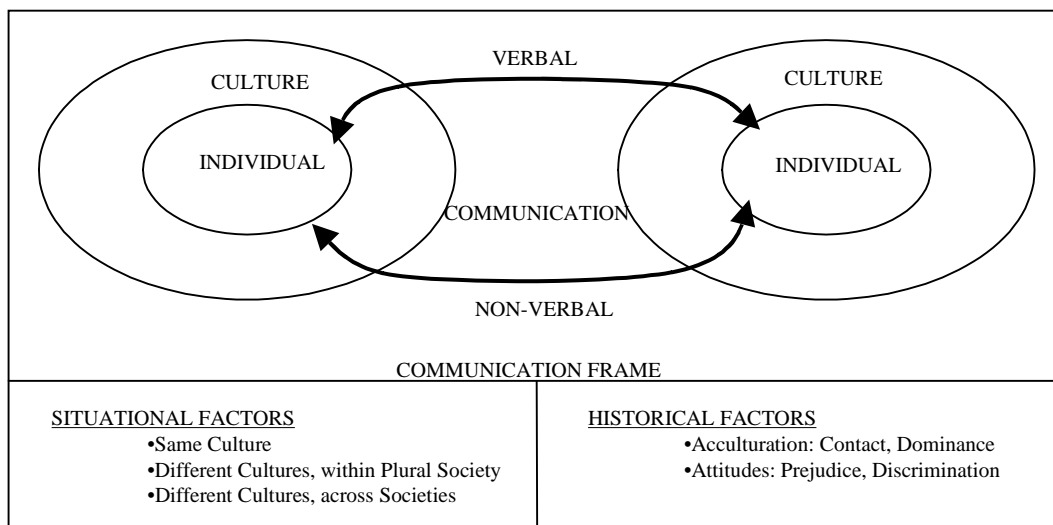 VERBAL
CULTURE
CULTURE
INDIVIDUAL
INDIVIDUAL
COMMUNICATION
NON-VERBAL
COMMUNICATION FRAME
SITUATIONAL FACTORS
•Same Culture
•Different Cultures, within Plural Society
•Different Cultures, across Societies
HISTORICAL FACTORS
•Acculturation: Contact, Dominance
•Attitudes: Prejudice, Discrimination